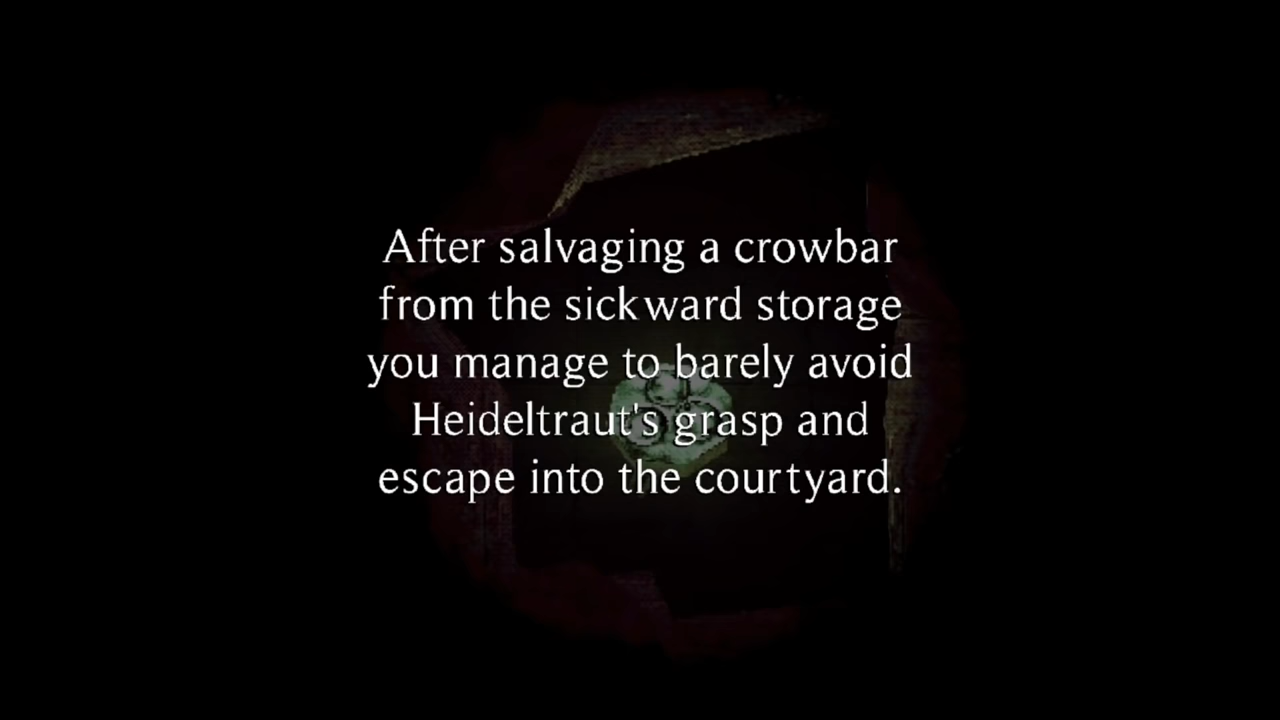 After salvaging a crowbar
from the sickward storage
you manage to barely avoid
Heideltraut's grasp and
escape into the courtyard.